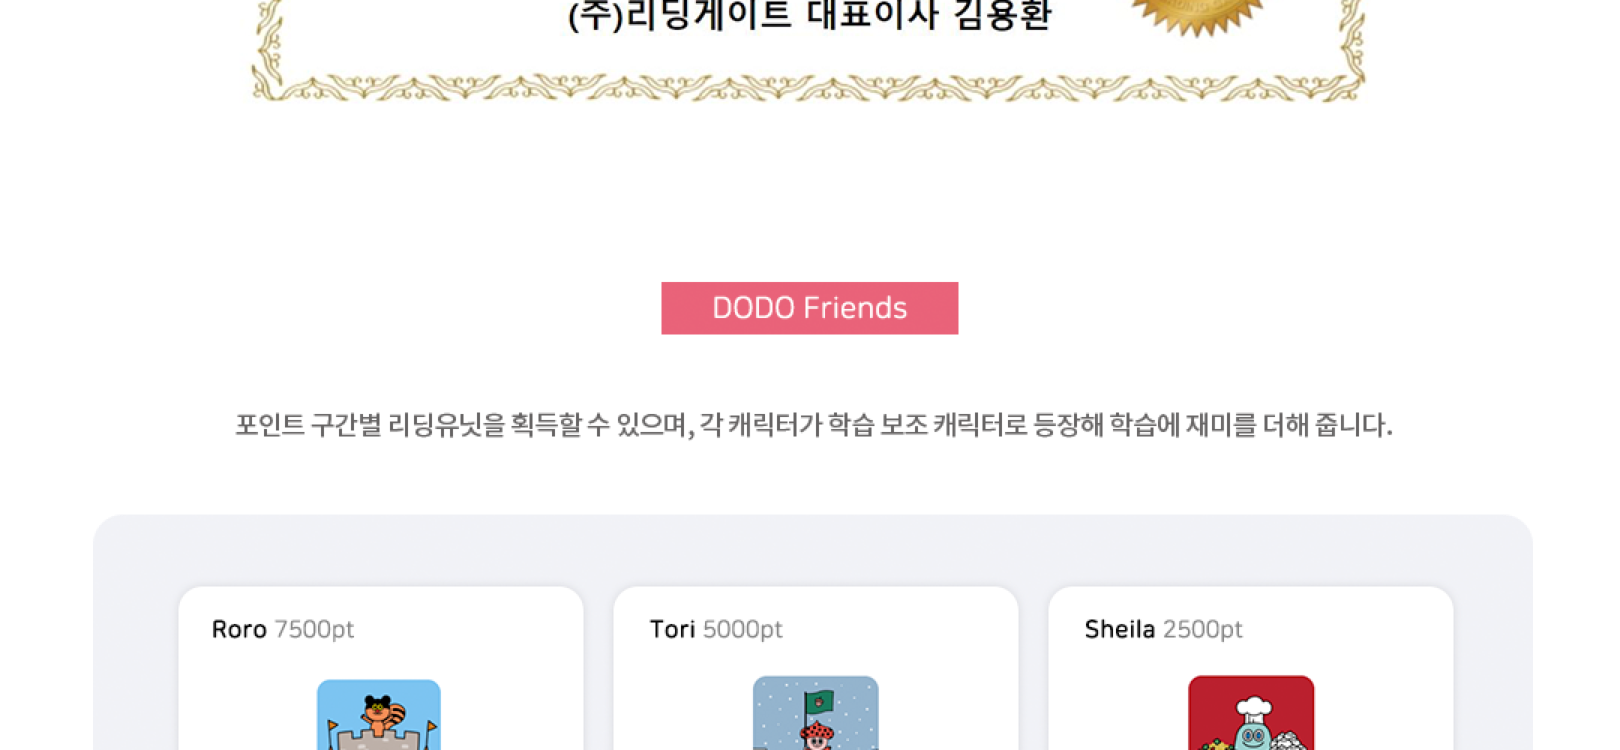 (주)리딩게이트 대표이사 김용환
DODO Friends
포인트 구간별 리딩유닛을 획득할 수 있으며, 각 캐릭터가 학습 보조 캐릭터로 등장해 학습에 재미를 더해 줍니다.
Roro 7500pt
Tori 5000pt
Sheila 2500pt